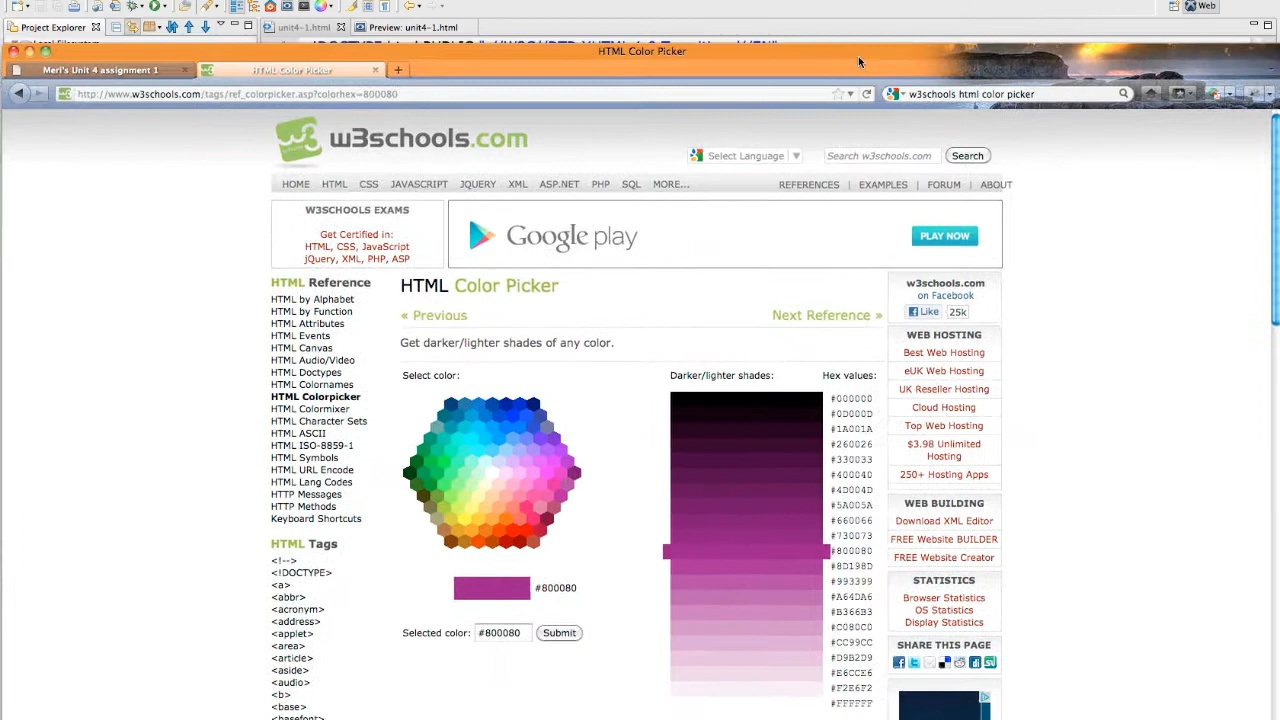 Web
Project Explorer
unit4-1.html
Preview: unit4-1.html
HTML Color Picker
Merl's Unit 4 assignment 1
HTML Color Picker
http://www.w3schools.com/tags/ref_colorpicker.asp?colorhex=800080
w3schools html color picker
w3 w3schools.com
Select Language
Search w3schools.com
Search
HOME HTML CSS JAVASCRIPT JQUERY XML ASP.NET PHP SQL MORE...
REFERENCES | EXAMPLES | FORUM | ABOUT
W3SCHOOLS EXAMS
Get Certified in:
HTML, CSS, JavaScript
jQuery, XML, PHP, ASP
Google play
PLAY NOW
HTML Reference
HTML by Alphabet
HTML by Function
HTML Attributes
HTML Events
HTML Canvas
HTML Audio/Video
HTML Doctypes
HTML Colornames
HTML Colorpicker
HTML Colormixer
HTML Character Sets
HTML ASCII
HTML ISO-8859-1
HTML Symbols
HTML URL Encode
HTML Lang Codes
HTTP Messages
HTTP Methods
Keyboard Shortcuts
HTML Tags
<!-->
<!DOCTYPE>
<a>
<abbr>
<acronym>
<address>
<applet>
<area>
<article>
<aside>
<audio>
<b>
<base>
<basefont>
HTML Color Picker
« Previous
Next Reference »
Get darker/lighter shades of any color.
Select color:
#800080
Selected color: #800080 Submit
Darker/lighter shades:
Hex values:
#000000
#0D000D
#1A001A
#260026
#330033
#400040
#4D004D
#5A005A
#660066
#730073
#800080
#8D198D
#993399
#A64DA6
#B366B3
#C080C0
#CC99CC
#D9B2D9
#E6CCE6
#F2E6F2
#FFFFFF
w3schools.com
on Facebook
Like 25k
WEB HOSTING
Best Web Hosting
eUK Web Hosting
UK Reseller Hosting
Cloud Hosting
Top Web Hosting
$3.98 Unlimited
Hosting
250+ Hosting Apps
WEB BUILDING
Download XML Editor
FREE Website BUILDER
FREE Website Creator
STATISTICS
Browser Statistics
OS Statistics
Display Statistics
SHARE THIS PAGE